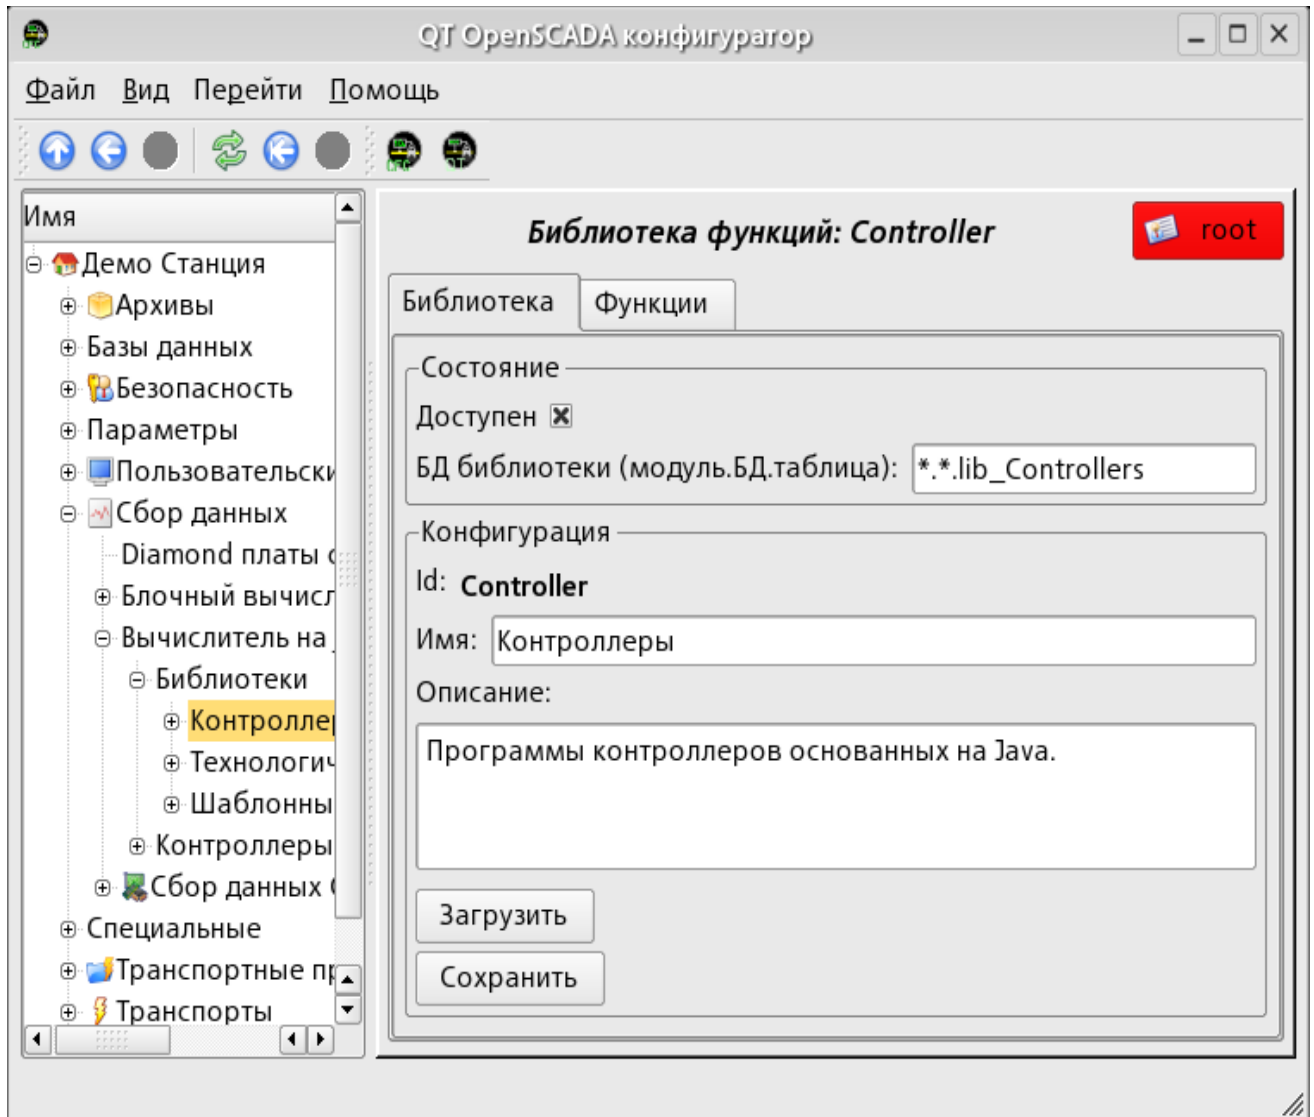 QT OpenSCADA конфигуратор
Файл Вид Перейти Помощь
Имя
Демо Станция
Архивы
Базы данных
Безопасность
Параметры
Пользовательски
Сбор данных
Diamond платы
Блочный вычисл
Вычислитель на
Библиотеки
Контроллер
Технологич
Шаблонны
Контроллеры
Сбор данных
Специальные
Транспортные пр
Транспорты
Библиотека функций: Controller
root
Библиотека Функции
Состояние
Доступен
БД библиотеки (модуль.БД.таблица): *.*.lib_Controllers
Конфигурация
Id: Controller
Имя: Контроллеры
Описание:
Программы контроллеров основанных на Java.
Загрузить
Сохранить